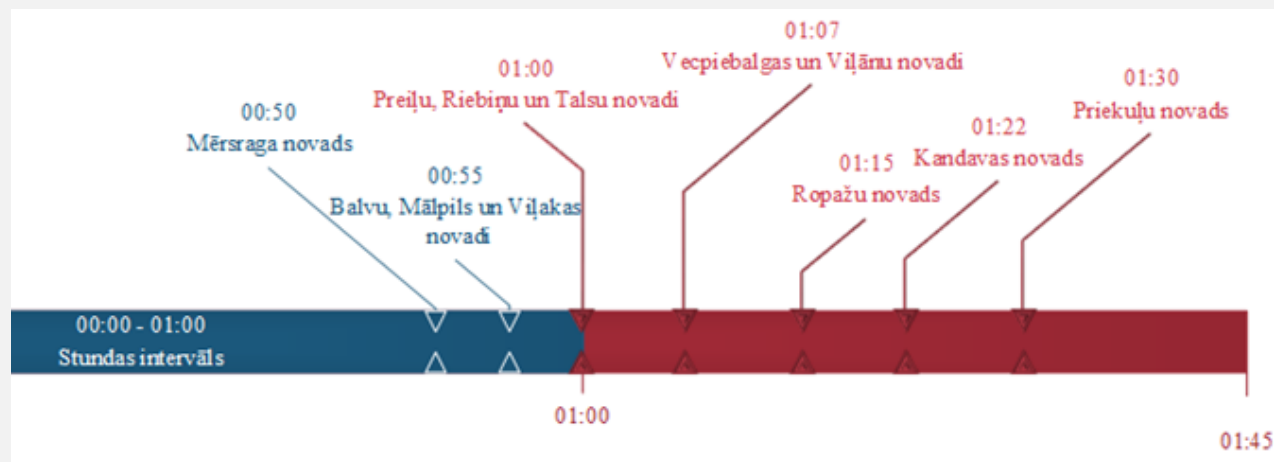 01:07
Vecpiebalgas un Viļānu novadi
01:00
Preiļu, Riebiņu un Talsu novadi
01:30
Priekuļu novads
00:50
Mērsraga novads
01:22
Kandavas novads
01:15
Ropažu novads
00:55
Balvu, Mālpils un Viļakas
novadi
00:00 - 01:00
Stundas intervāls
01:00
01:45